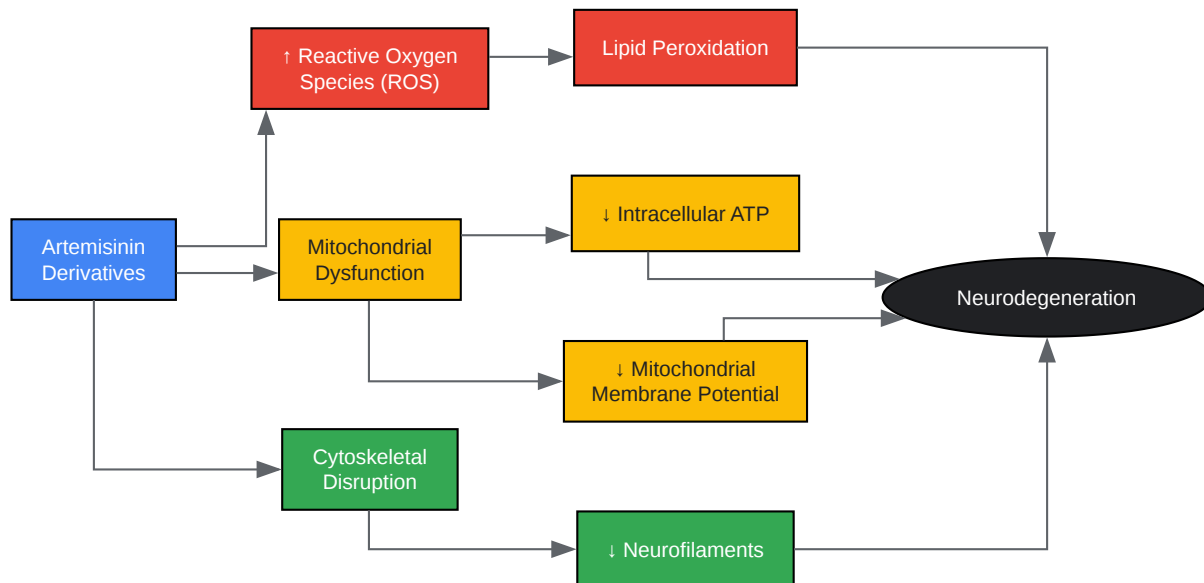 ↑ Reactive Oxygen
Species (ROS)
Lipid Peroxidation
↓ Intracellular ATP
Artemisinin
Derivatives
Mitochondrial
Dysfunction
Neurodegeneration
↓ Mitochondrial
Membrane Potential
Cytoskeletal
Disruption
↓ Neurofilaments